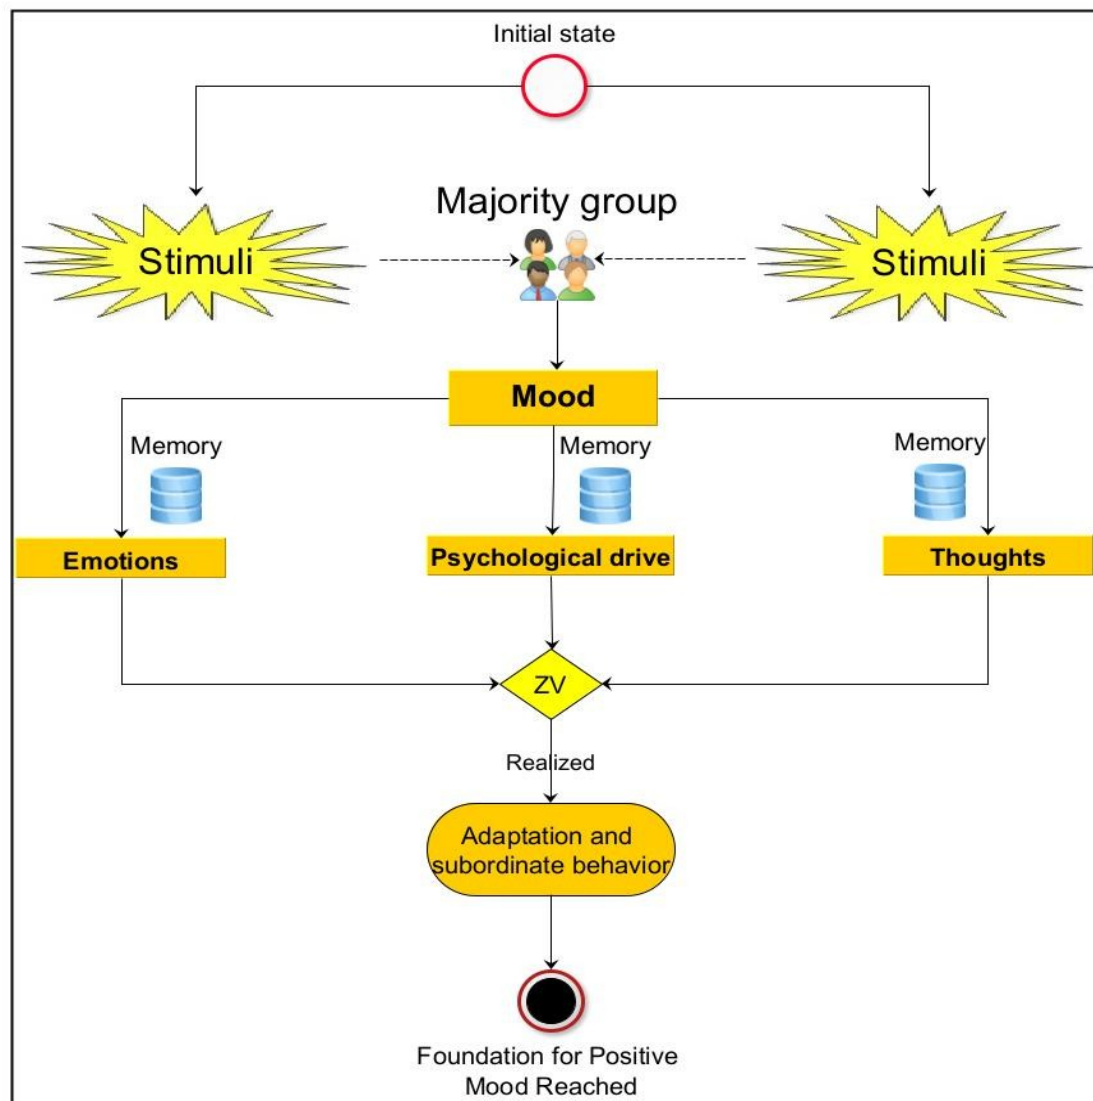 Initial state
Majority group
Stimuli
Stimuli
Mood
Memory
Memory
Memory
Emotions
Psychological drive
Thoughts
ZV
Realized
Adaptation and
subordinate behavior
Foundation for Positive
Mood Reached